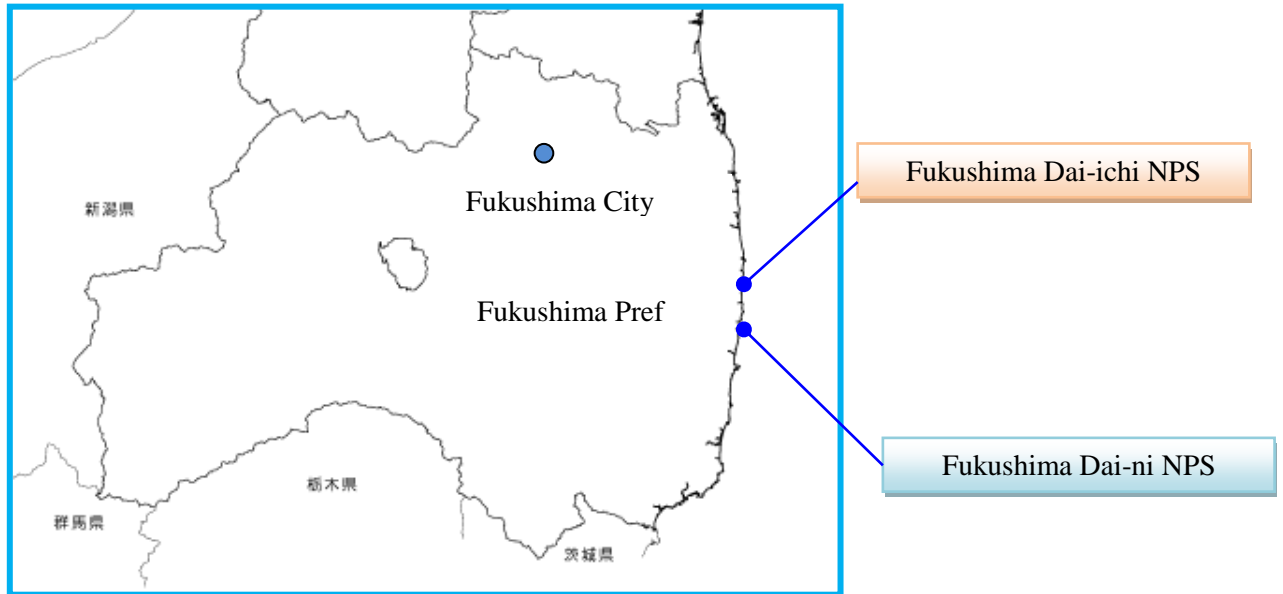 Fukushima Dai-ichi NPS
Fukushima City
新潟県
Fukushima Pref
Fukushima Dai-ni NPS
栃木県
群馬県
茨城県